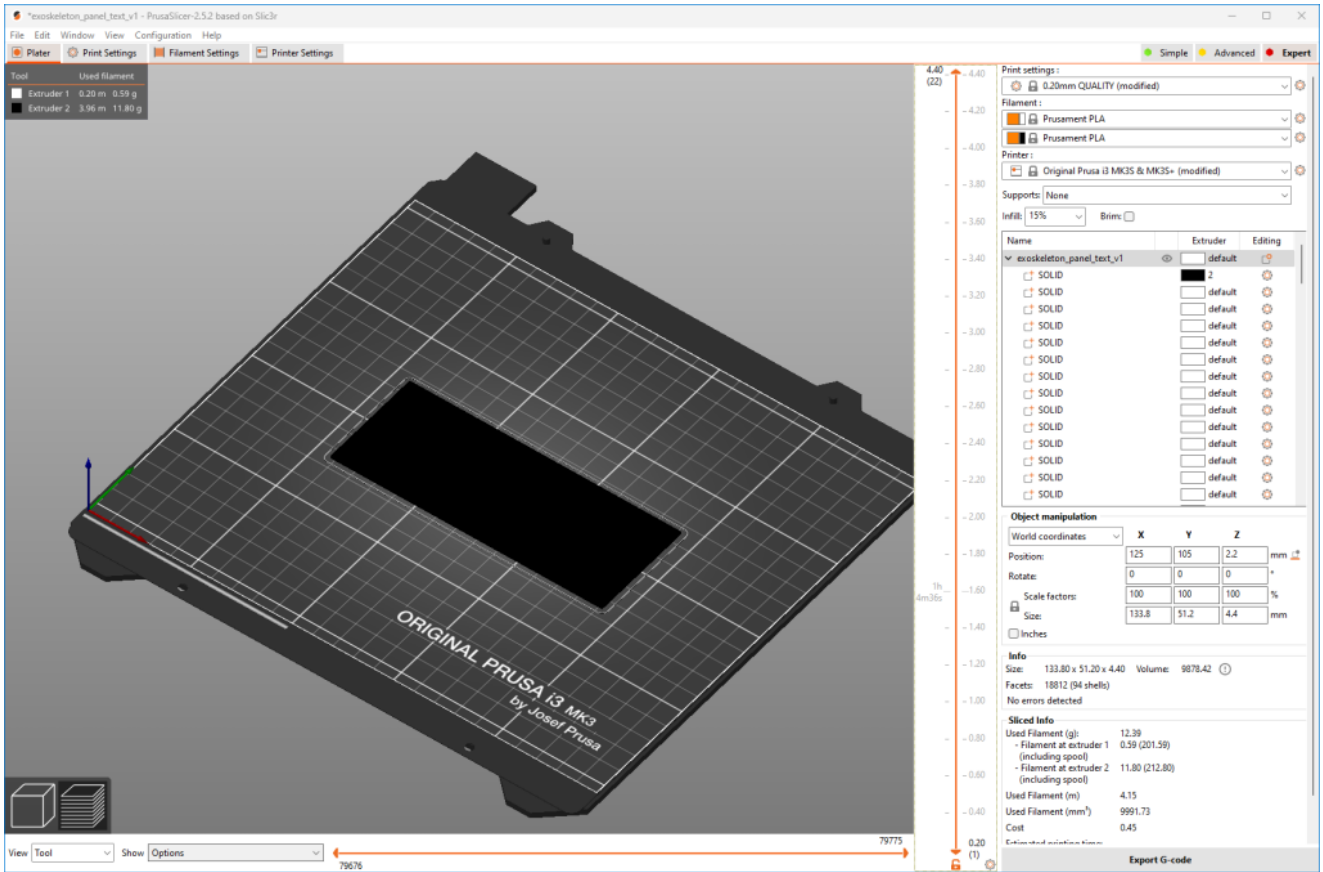 *exoskeleton_panel_text_v1 - PrusaSlicer-2.5.2 based on Slic3r
File Edit Window View Configuration Help
Plater Print Settings Filament Settings Printer Settings Simple Advanced Expert
Tool Used filament
Extruder 1 0.20 m 0.59 g
Extruder 2 3.96 m 11.80 g
4.40
(22)
4.40
4.20
4.00
3.80
3.60
3.40
3.20
3.00
2.80
2.60
2.40
2.20
2.00
1.80
1h
4m36s
1.60
1.40
1.20
1.00
0.80
0.60
0.40
0.20
(1)
ORIGINAL PRUSA i3 MK3
by Josef Prusa
View Tool Show Options
79775
79676
Print settings :
0.20mm QUALITY (modified)
Filament :
Prusament PLA
Prusament PLA
Printer :
Original Prusa i3 MK3S & MK3S+ (modified)
Supports: None
Infill: 15% Brim:
Name Extruder Editing
exoskeleton_panel_text_v1 default
SOLID 2
SOLID default
SOLID default
SOLID default
SOLID default
SOLID default
SOLID default
SOLID default
SOLID default
SOLID default
SOLID default
SOLID default
SOLID default
SOLID default
Object manipulation
World coordinates X Y Z
Position: 125 105 2.2 mm
Rotate: 0 0 0 °
Scale factors: 100 100 100 %
Size: 133.8 51.2 4.4 mm
Inches
Info
Size: 133.80 x 51.20 x 4.40 Volume: 9878.42
Facets: 18812 (94 shells)
No errors detected
Sliced Info
Used Filament (g): 12.39
- Filament at extruder 1 0.59 (201.59)
(including spool)
- Filament at extruder 2 11.80 (212.80)
(including spool)
Used Filament (m) 4.15
Used Filament (mm³) 9991.73
Cost 0.45
Estimated printing time:
Export G-code